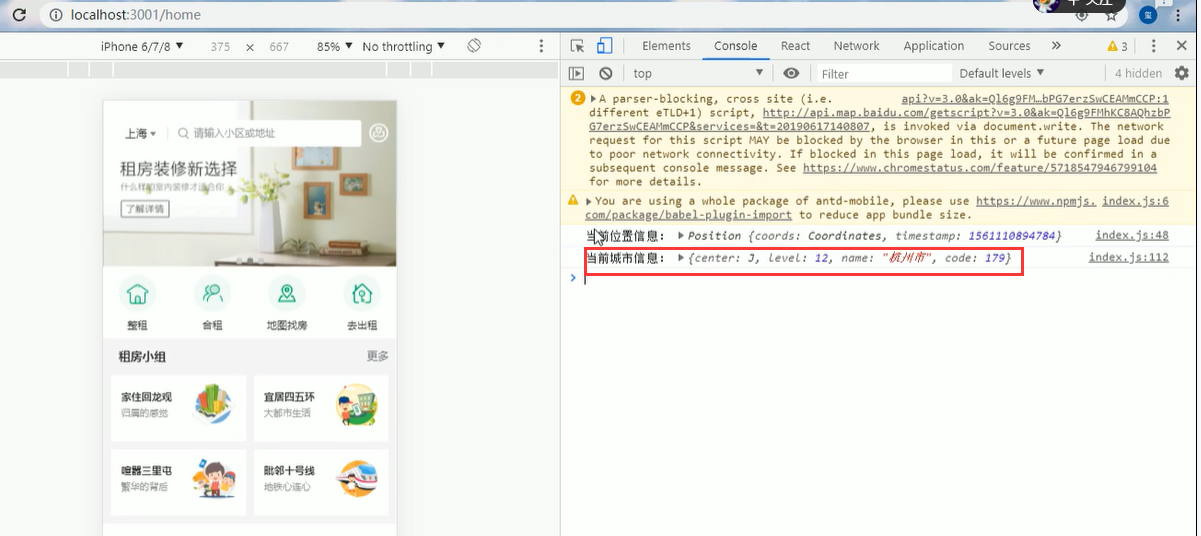 关注
localhost:3001/home
iPhone 6/7/8 ▼ 375 × 667 85% ▼ No throttling ▼
Elements Console React Network Application Sources » 3
top ▼ Filter Default levels ▼ 4 hidden
2 ▶A parser-blocking, cross site (i.e. api?v=3.0&ak=Ql6g9FM…bPG7erzSwCEAMmCCP:1
different eTLD+1) script, http://api.map.baidu.com/getscript?v=3.0&ak=Ql6g9FMhKC8AQhzbP
G7erzSwCEAMmCCP&services=&t=20190617140807, is invoked via document.write. The network
request for this script MAY be blocked by the browser in this or a future page load due
to poor network connectivity. If blocked in this page load, it will be confirmed in a
subsequent console message. See https://www.chromestatus.com/feature/5718547946799104
for more details.
▶You are using a whole package of antd-mobile, please use https://www.npmjs. index.js:6
com/package/babel-plugin-import to reduce app bundle size.
当前位置信息： ▶ Position {coords: Coordinates, timestamp: 1561110894784} index.js:48
当前城市信息： ▶ {center: J, level: 12, name: "杭州市", code: 179} index.js:112
上海 请输入小区或地址
租房装修新选择
什么样的室内装修才适合你
了解详情
整租 合租 地图找房 去出租
租房小组 更多
家住回龙观 宜居四五环
归属的感觉 大都市生活
喧嚣三里屯 毗邻十号线
繁华的背后 地铁心连心